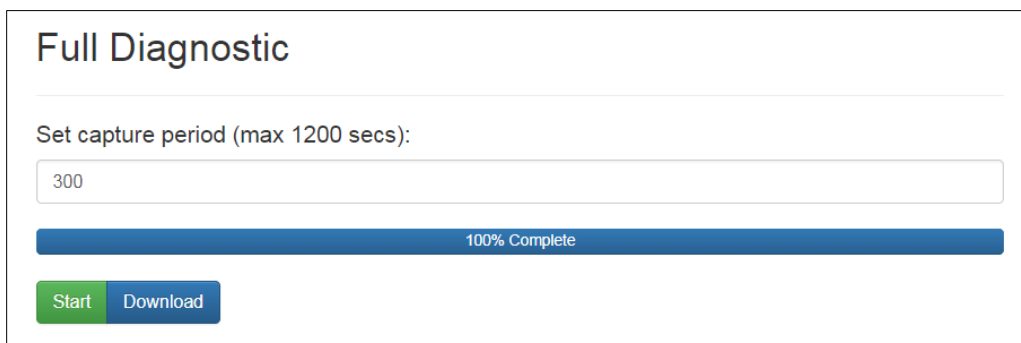 Full Diagnostic
Set capture period (max 1200 secs):
300
100% Complete
Start Download